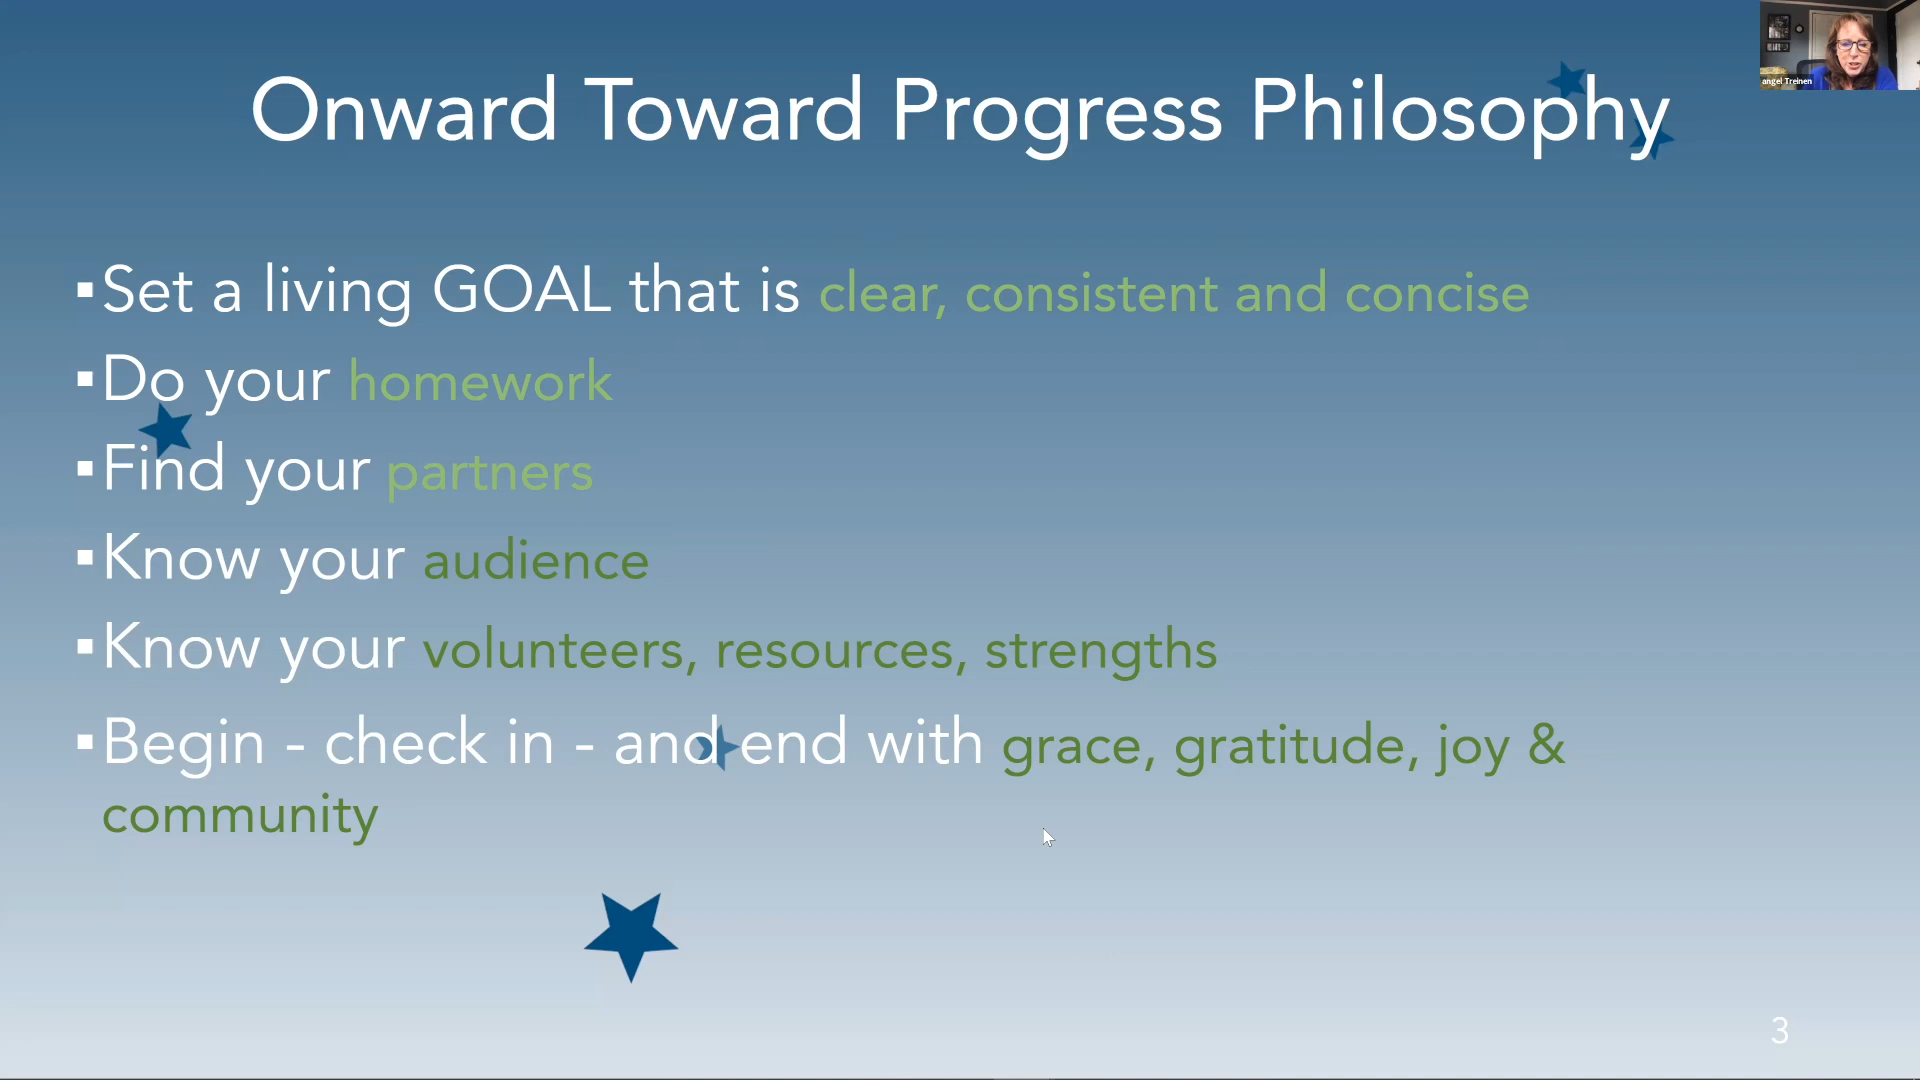 angel Treinen
Onward Toward Progress Philosophy
▪Set a living GOAL that is clear, consistent and concise
▪Do your homework
▪Find your partners
▪Know your audience
▪Know your volunteers, resources, strengths
▪Begin - check in - and end with grace, gratitude, joy &
community
3